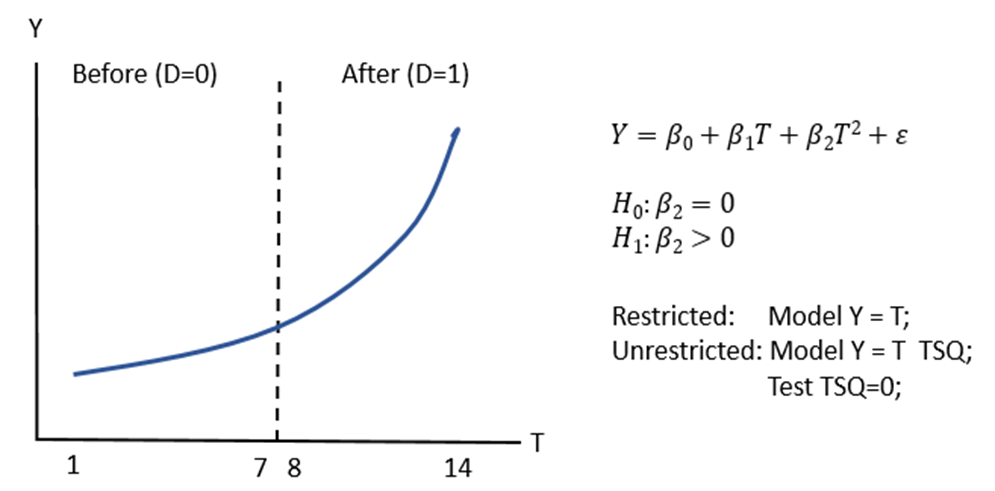 Y
Before (D=0)
After (D=1)
T
1
7
8
14
Y = β₀ + β₁T + β₂T² + ε
H₀: β₂ = 0
H₁: β₂ > 0
Restricted: Model Y = T;
Unrestricted: Model Y = T TSQ;
Test TSQ=0;